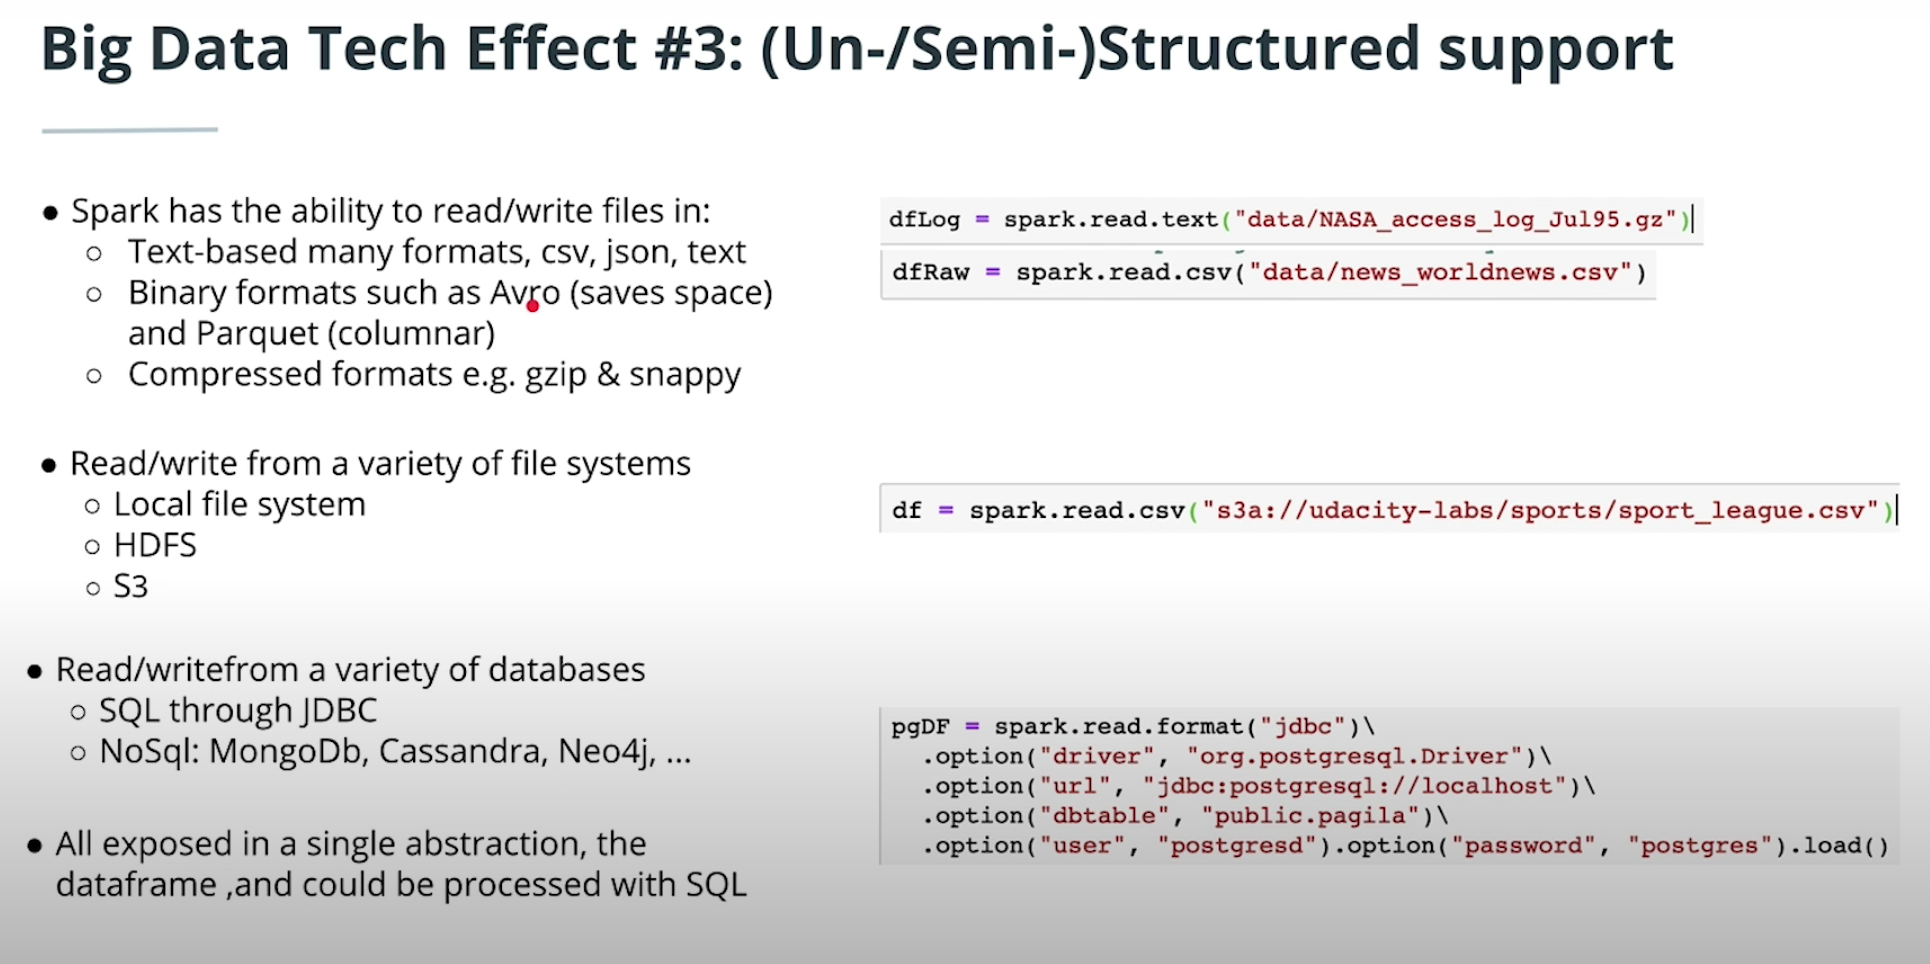 Big Data Tech Effect #3: (Un-/Semi-)Structured support
● Spark has the ability to read/write files in:
○ Text-based many formats, csv, json, text
○ Binary formats such as Avro (saves space)
and Parquet (columnar)
○ Compressed formats e.g. gzip & snappy
dfLog = spark.read.text("data/NASA_access_log_Jul95.gz")
dfRaw = spark.read.csv("data/news_worldnews.csv")
● Read/write from a variety of file systems
○ Local file system
○ HDFS
○ S3
df = spark.read.csv("s3a://udacity-labs/sports/sport_league.csv")
● Read/writefrom a variety of databases
○ SQL through JDBC
○ NoSql: MongoDb, Cassandra, Neo4j, ...
pgDF = spark.read.format("jdbc")\
.option("driver", "org.postgresql.Driver")\
.option("url", "jdbc:postgresql://localhost")\
.option("dbtable", "public.pagila")\
.option("user", "postgresd").option("password", "postgres").load()
● All exposed in a single abstraction, the
dataframe ,and could be processed with SQL